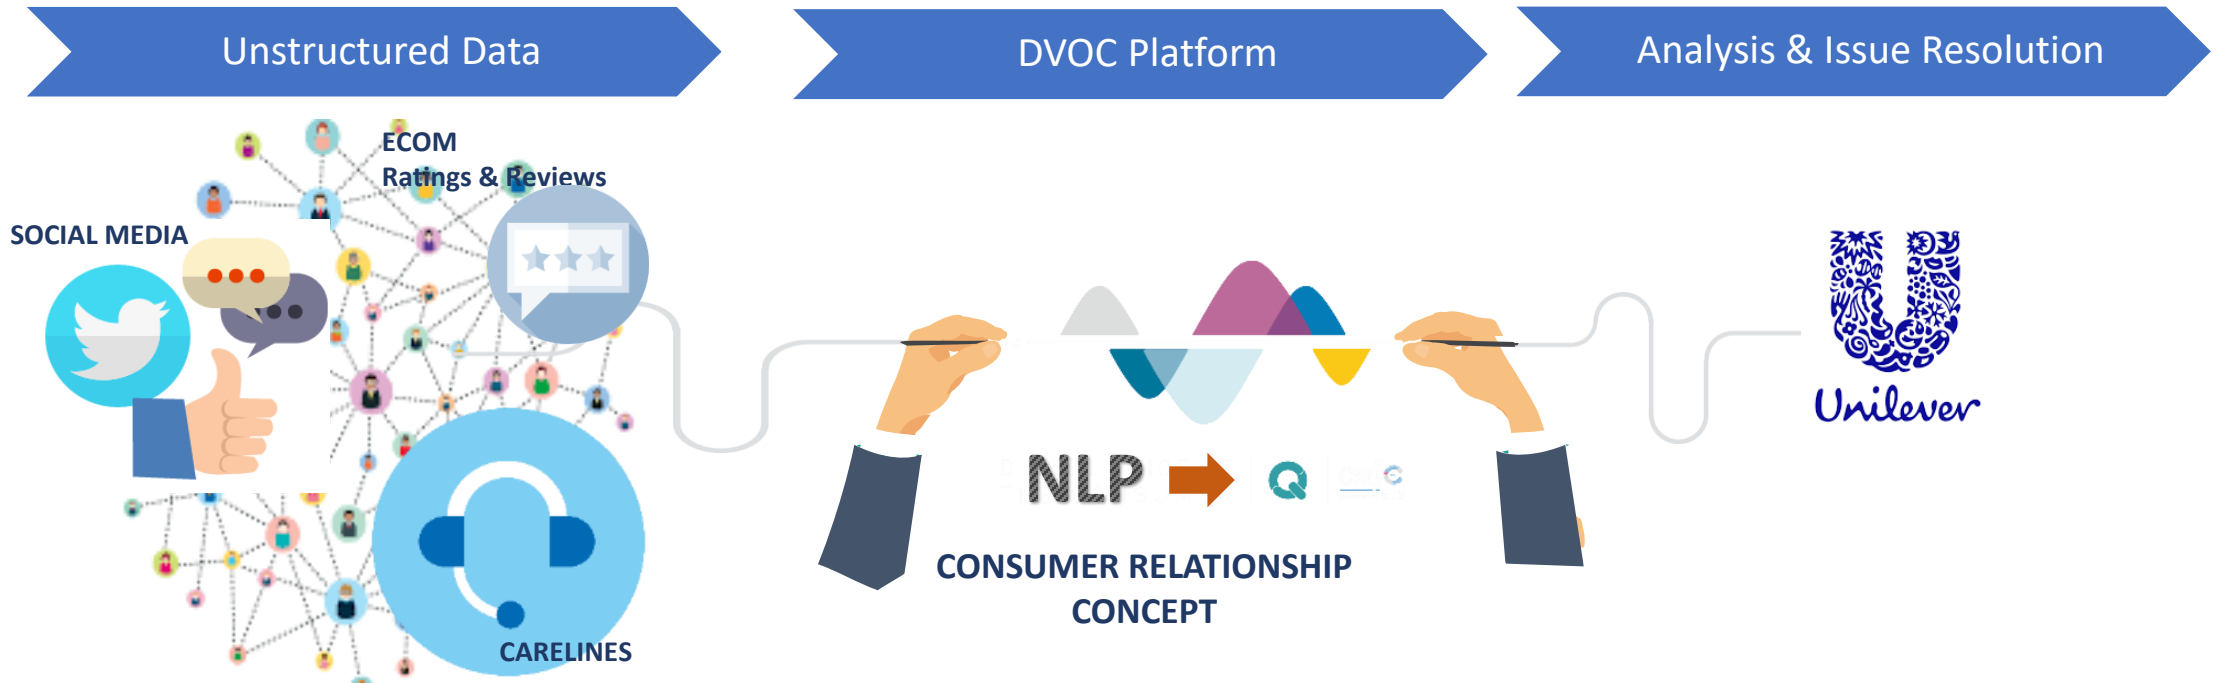 Unstructured Data
DVOC Platform
Analysis & Issue Resolution
ECOM
Ratings & Reviews
SOCIAL MEDIA
CARELINES
NLP
CONSUMER RELATIONSHIP
CONCEPT
Unilever